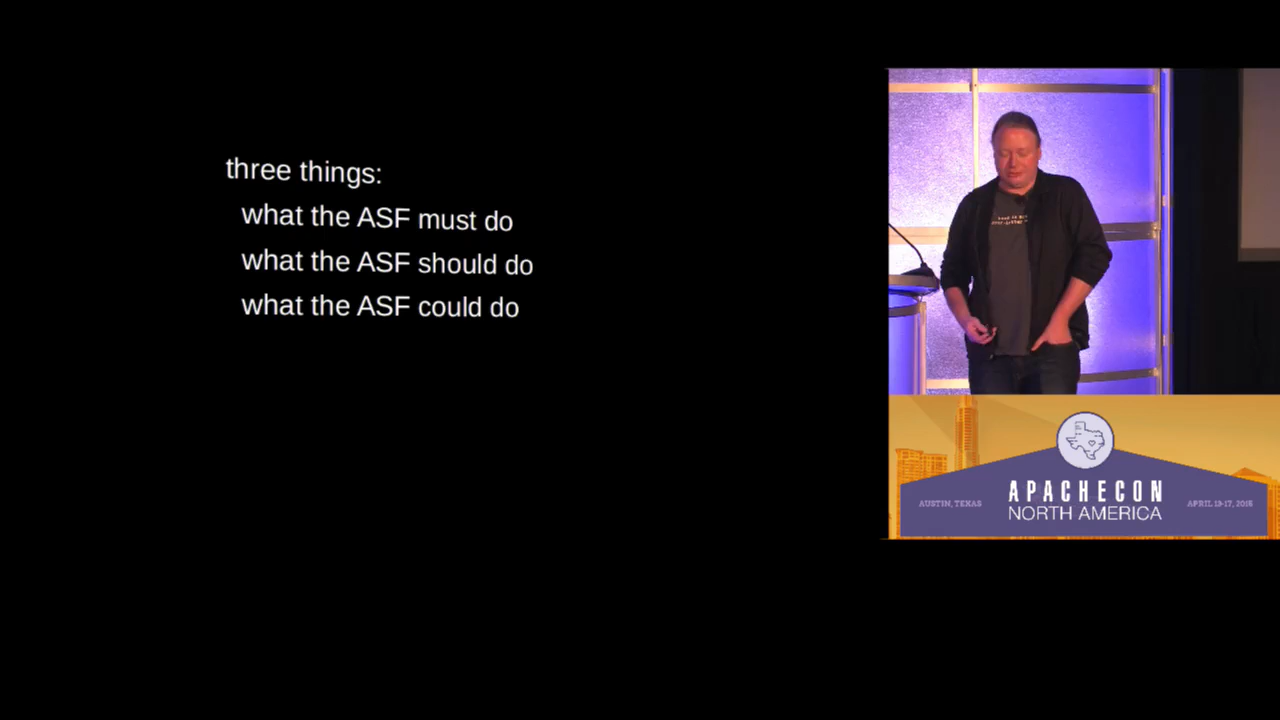 three things:
what the ASF must do
what the ASF should do
what the ASF could do
APACHECON
NORTH AMERICA
AUSTIN, TEXAS
APRIL 13-17, 2015